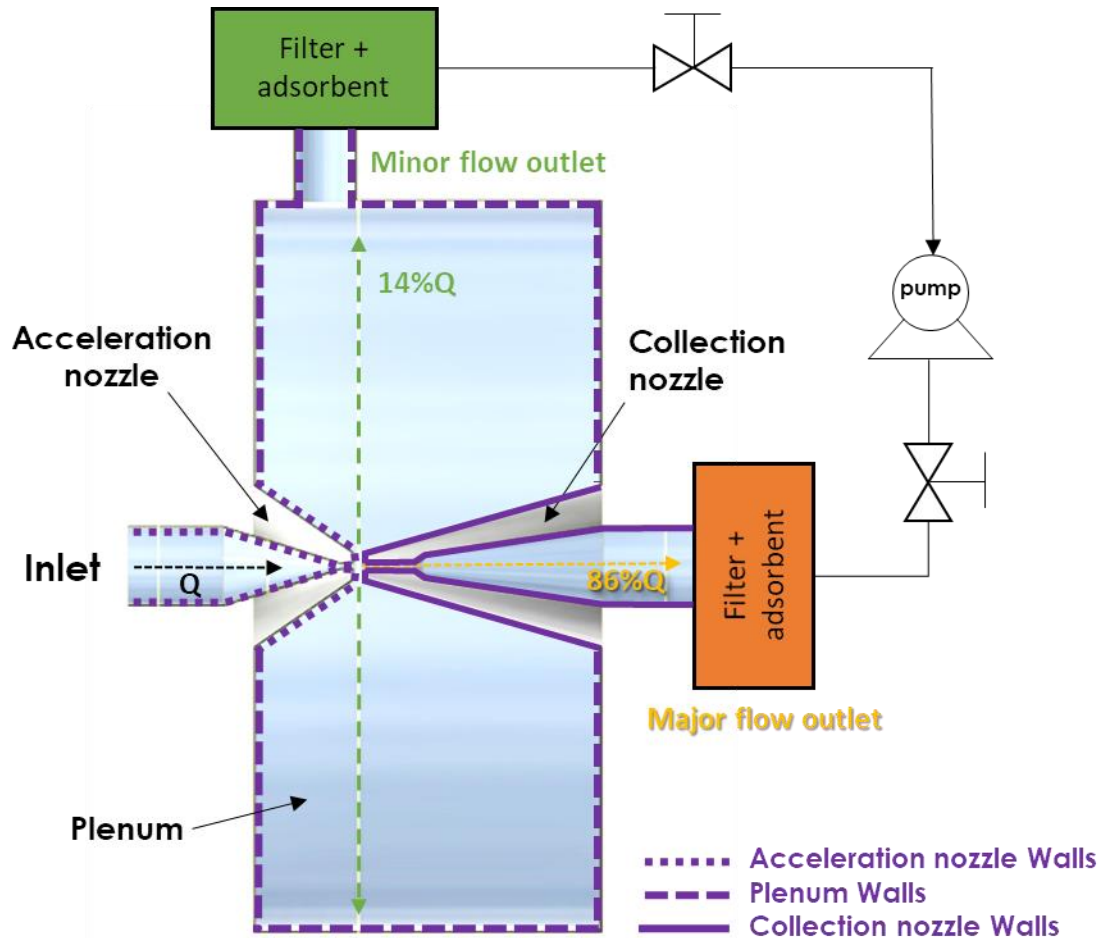 Filter +
adsorbent
Minor flow outlet
14%Q
pump
Acceleration
nozzle
Collection
nozzle
Inlet
Q
86%Q
Filter +
adsorbent
Major flow outlet
Plenum
Acceleration nozzle Walls
Plenum Walls
Collection nozzle Walls